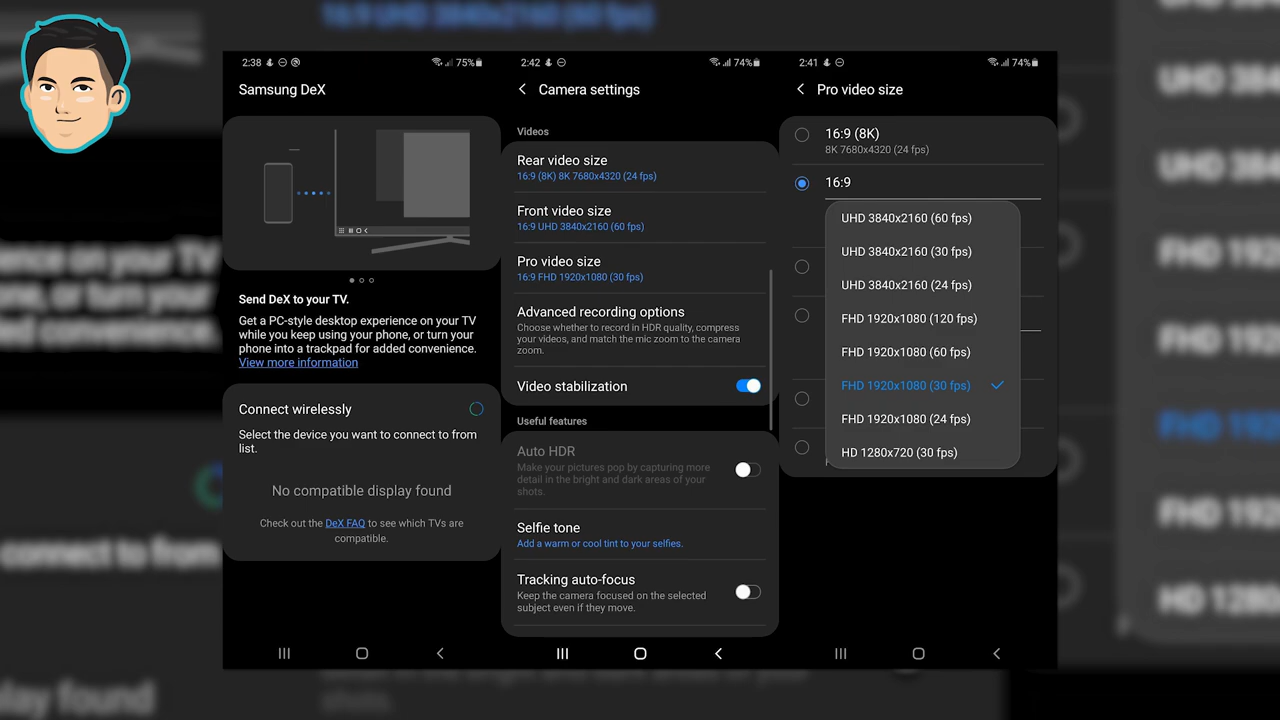 16:9 UHD 3840x2160 (60 fps)
2:38
75%
Samsung DeX
Send DeX to your TV.
Get a PC-style desktop experience on your TV
while you keep using your phone, or turn your
phone into a trackpad for added convenience.
View more information
Connect wirelessly
Select the device you want to connect to from
list.
No compatible display found
Check out the DeX FAQ to see which TVs are
compatible.
2:42
74%
Camera settings
Videos
Rear video size
16:9 (8K) 8K 7680x4320 (24 fps)
Front video size
16:9 UHD 3840x2160 (60 fps)
Pro video size
16:9 FHD 1920x1080 (30 fps)
Advanced recording options
Choose whether to record in HDR quality, compress
your videos, and match the mic zoom to the camera
zoom.
Video stabilization
Useful features
Auto HDR
Make your pictures pop by capturing more
detail in the bright and dark areas of your
shots.
Selfie tone
Add a warm or cool tint to your selfies.
Tracking auto-focus
Keep the camera focused on the selected
subject even if they move.
2:41
74%
Pro video size
16:9 (8K)
8K 7680x4320 (24 fps)
16:9
UHD 3840x2160 (60 fps)
UHD 3840x2160 (30 fps)
UHD 3840x2160 (24 fps)
FHD 1920x1080 (120 fps)
FHD 1920x1080 (60 fps)
FHD 1920x1080 (30 fps)
FHD 1920x1080 (24 fps)
HD 1280x720 (30 fps)